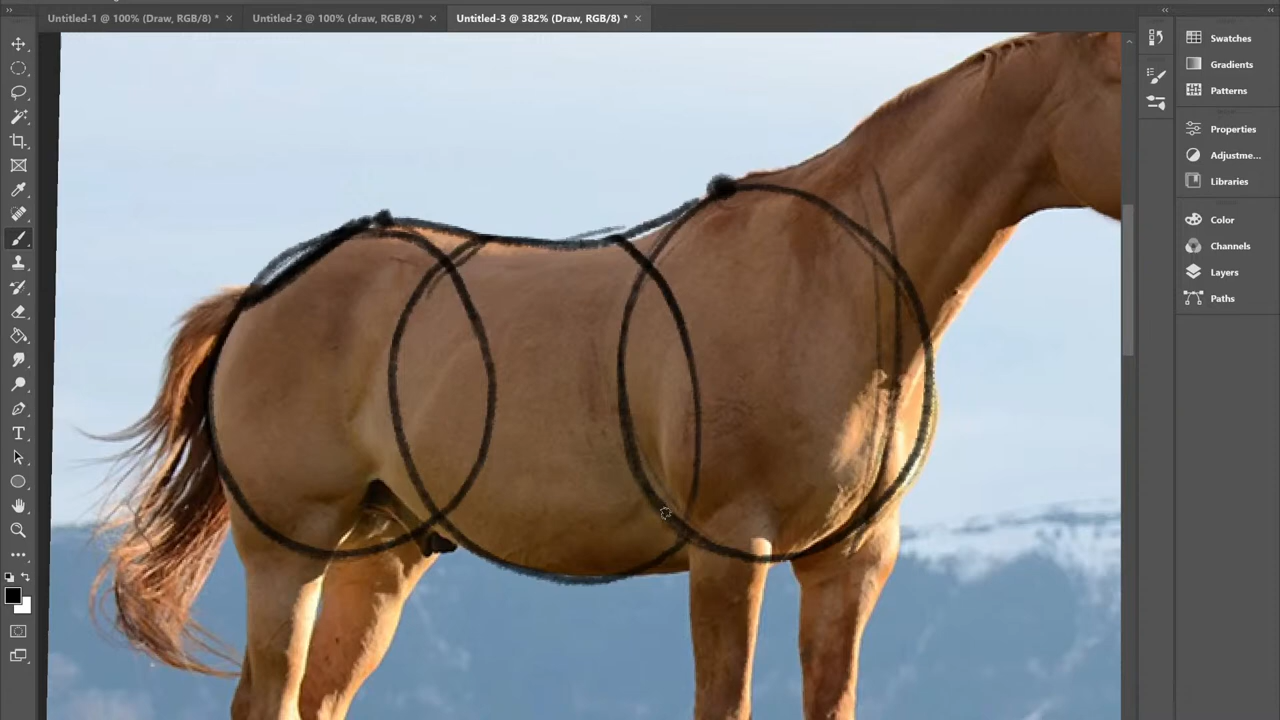 Untitled-1 @ 100% (Draw, RGB/8) *
Untitled-2 @ 100% (draw, RGB/8) *
Untitled-3 @ 382% (Draw, RGB/8) *
Swatches
Gradients
Patterns
Properties
Adjustme...
Libraries
Color
Channels
Layers
Paths